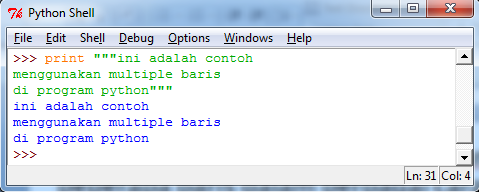 Python Shell
File Edit Shell Debug Options Windows Help
>>> print """ini adalah contoh
menggunakan multiple baris
di program python"""
ini adalah contoh
menggunakan multiple baris
di program python
>>>
Ln: 31 Col: 4